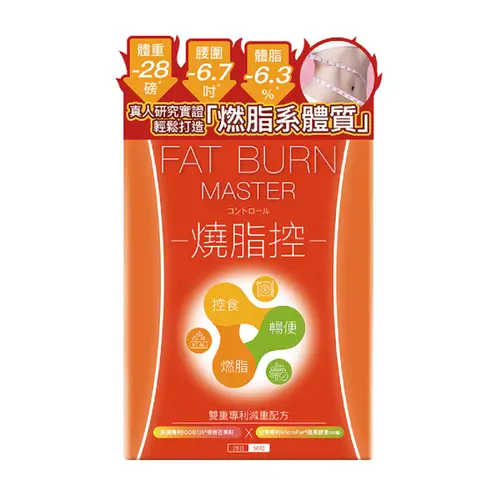 體重 腰圍 體脂
-28 -6.7 -6.3
磅* 吋* %*
真人研究實證
輕鬆打造「燃脂系體質」
FAT BURN
MASTER
コントロール
燒脂控
控食
暢便
燃脂
雙重專利減重配方
X